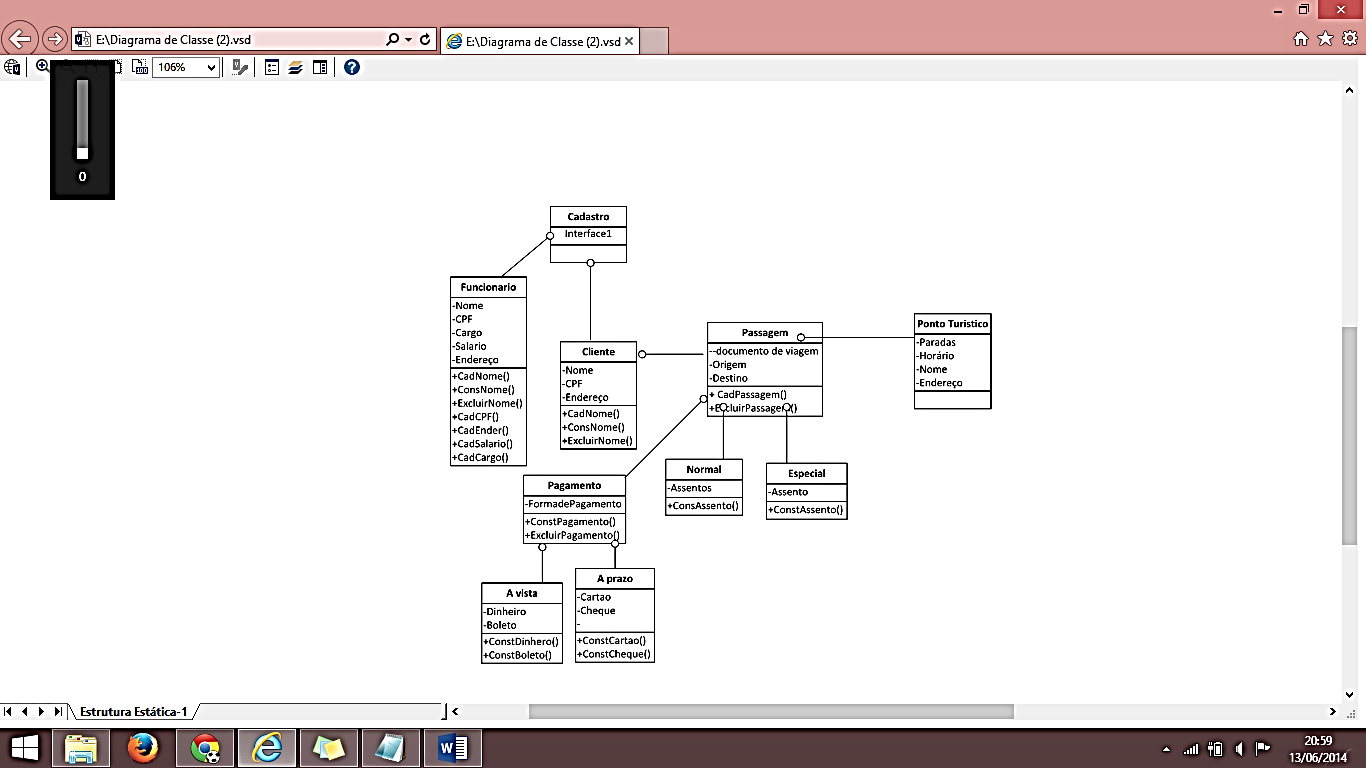 E:\Diagrama de Classe (2).vsd
E:\Diagrama de Classe (2).vsd
106%
0
Cadastro
Interface1
Funcionario
-Nome
-CPF
-Cargo
-Salario
-Endereço
+CadNome()
+ConsNome()
+ExcluirNome()
+CadCPF()
+CadEnder()
+CadSalario()
+CadCargo()
Cliente
-Nome
-CPF
-Endereço
+CadNome()
+ConsNome()
+ExcluirNome()
Passagem
--documento de viagem
-Origem
-Destino
+ CadPassagem()
+ExcluirPassagem()
Ponto Turistico
-Paradas
-Horário
-Nome
-Endereço
Pagamento
-FormadePagamento
+ConstPagamento()
+ExcluirPagamento()
Normal
-Assentos
+ConsAssento()
Especial
-Assento
+ConstAssento()
A vista
-Dinheiro
-Boleto
+ConstDinhero()
+ConstBoleto()
A prazo
-Cartao
-Cheque
-
+ConstCartao()
+ConstCheque()
Estrutura Estática-1
20:59
13/06/2014